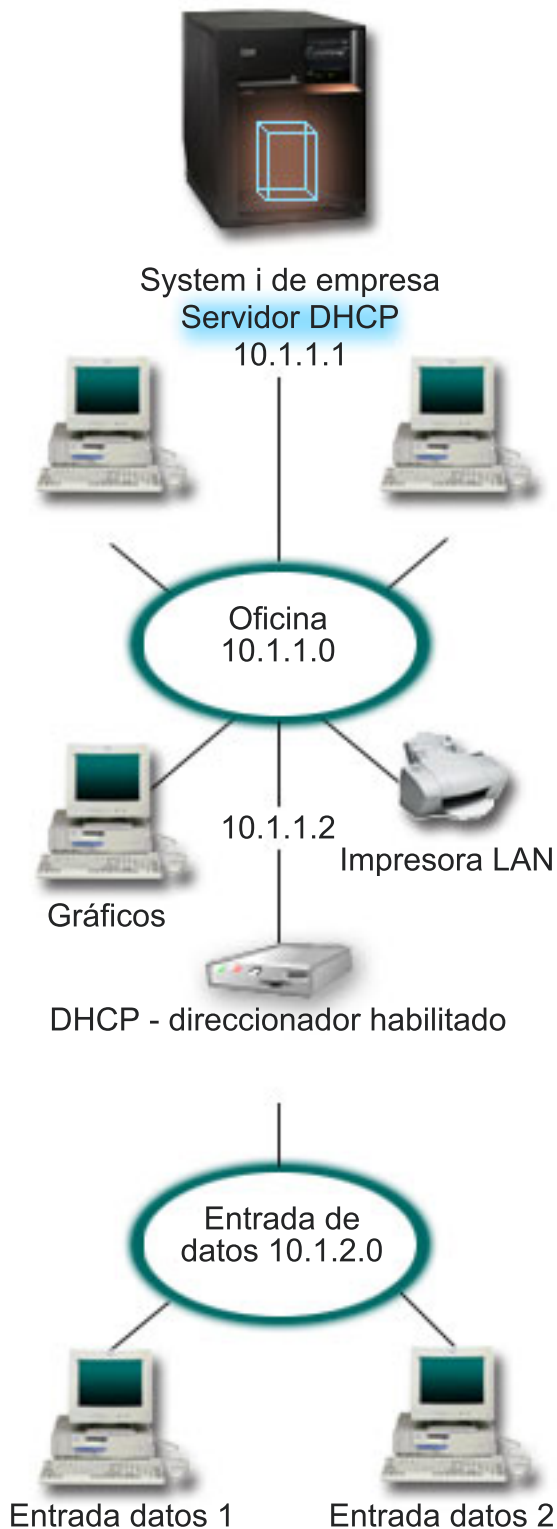 System i de empresa
Servidor DHCP
10.1.1.1
Oficina
10.1.1.0
10.1.1.2
Impresora LAN
Gráficos
DHCP - direccionador habilitado
Entrada de
datos 10.1.2.0
Entrada datos 1
Entrada datos 2